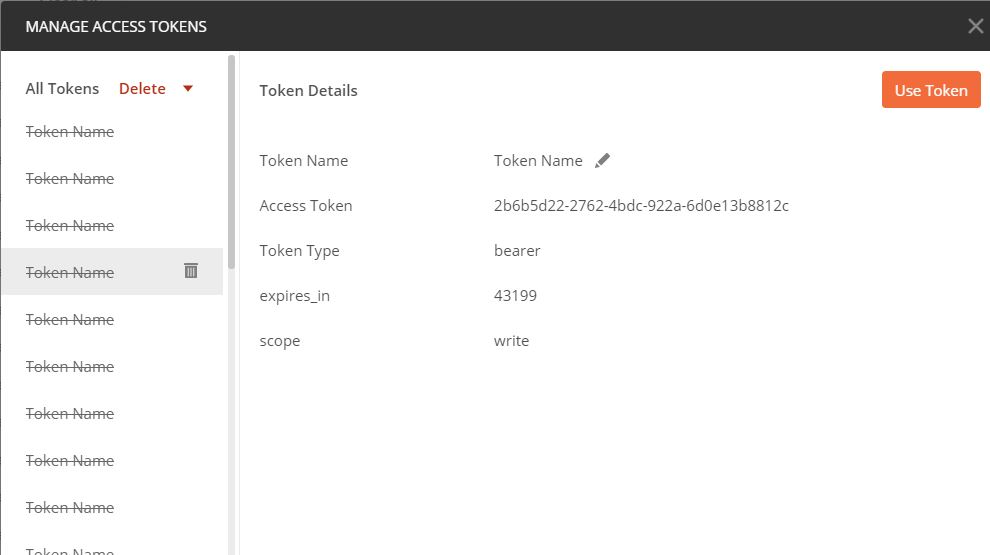 MANAGE ACCESS TOKENS
All Tokens Delete
Token Name
Token Name
Token Name
Token Name
Token Name
Token Name
Token Name
Token Name
Token Name
Token Name
Token Details
Use Token
Token Name Token Name
Access Token 2b6b5d22-2762-4bdc-922a-6d0e13b8812c
Token Type bearer
expires_in 43199
scope write